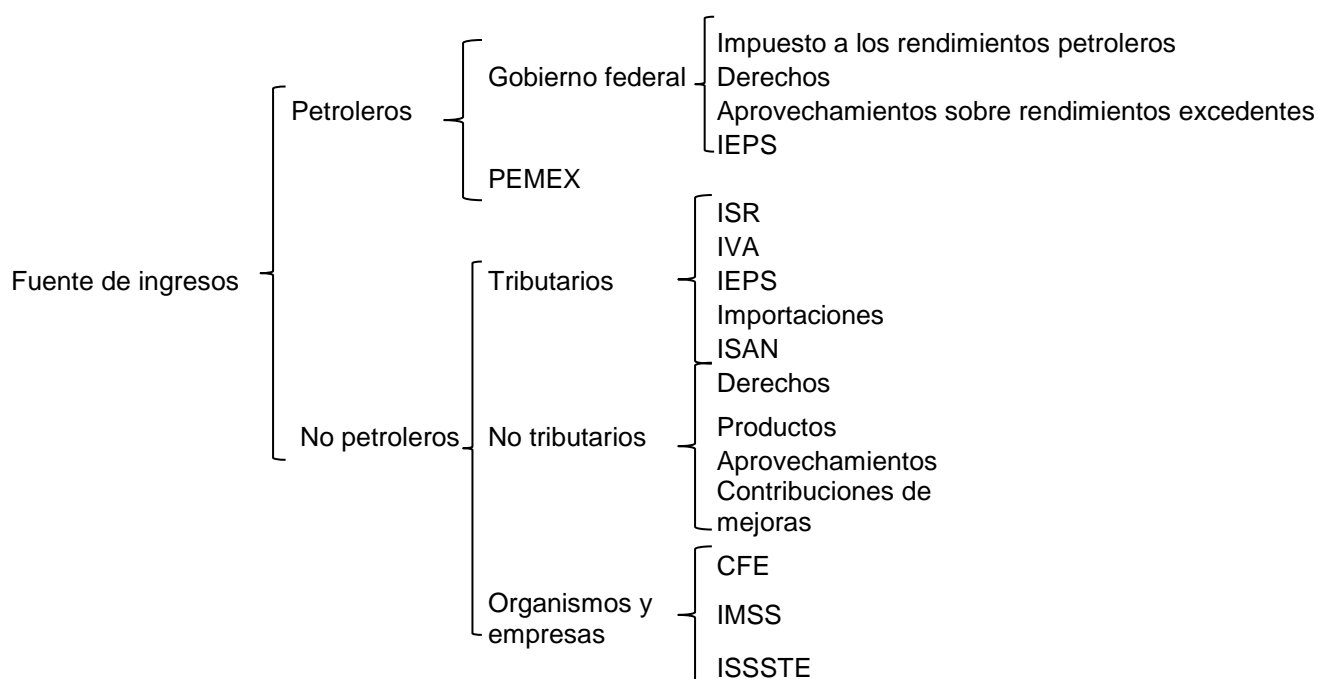 Fuente de ingresos
Petroleros
Gobierno federal
Impuesto a los rendimientos petroleros
Derechos
Aprovechamientos sobre rendimientos excedentes
IEPS
PEMEX
No petroleros
Tributarios
ISR
IVA
IEPS
Importaciones
ISAN
No tributarios
Derechos
Productos
Aprovechamientos
Contribuciones de
mejoras
Organismos y
empresas
CFE
IMSS
ISSSTE